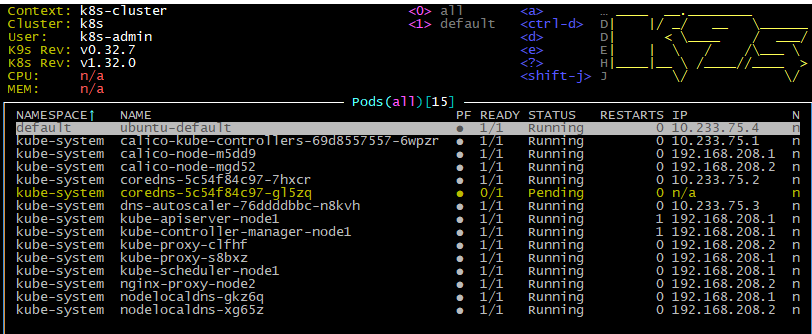 Context: k8s-cluster <0> all <a> …
Cluster: k8s <1> default <ctrl-d> D
User: k8s-admin <d> D
K9s Rev: v0.32.7 <e> E
K8s Rev: v1.32.0 <?> H
CPU: n/a <shift-j> J
MEM: n/a
Pods(all)[15]
NAMESPACE↑ NAME PF READY STATUS RESTARTS IP N
default ubuntu-default ● 1/1 Running 0 10.233.75.4 n
kube-system calico-kube-controllers-69d8557557-6wpzr ● 1/1 Running 0 10.233.75.1 n
kube-system calico-node-m5dd9 ● 1/1 Running 0 192.168.208.1 n
kube-system calico-node-mgd52 ● 1/1 Running 0 192.168.208.2 n
kube-system coredns-5c54f84c97-7hxcr ● 1/1 Running 0 10.233.75.2 n
kube-system coredns-5c54f84c97-gl5zq ● 0/1 Pending 0 n/a n
kube-system dns-autoscaler-76ddddbbc-n8kvh ● 1/1 Running 0 10.233.75.3 n
kube-system kube-apiserver-node1 ● 1/1 Running 1 192.168.208.1 n
kube-system kube-controller-manager-node1 ● 1/1 Running 1 192.168.208.1 n
kube-system kube-proxy-clfhf ● 1/1 Running 0 192.168.208.2 n
kube-system kube-proxy-s8bxz ● 1/1 Running 0 192.168.208.1 n
kube-system kube-scheduler-node1 ● 1/1 Running 1 192.168.208.1 n
kube-system nginx-proxy-node2 ● 1/1 Running 0 192.168.208.2 n
kube-system nodelocaldns-gkz6q ● 1/1 Running 0 192.168.208.1 n
kube-system nodelocaldns-xg65z ● 1/1 Running 0 192.168.208.2 n